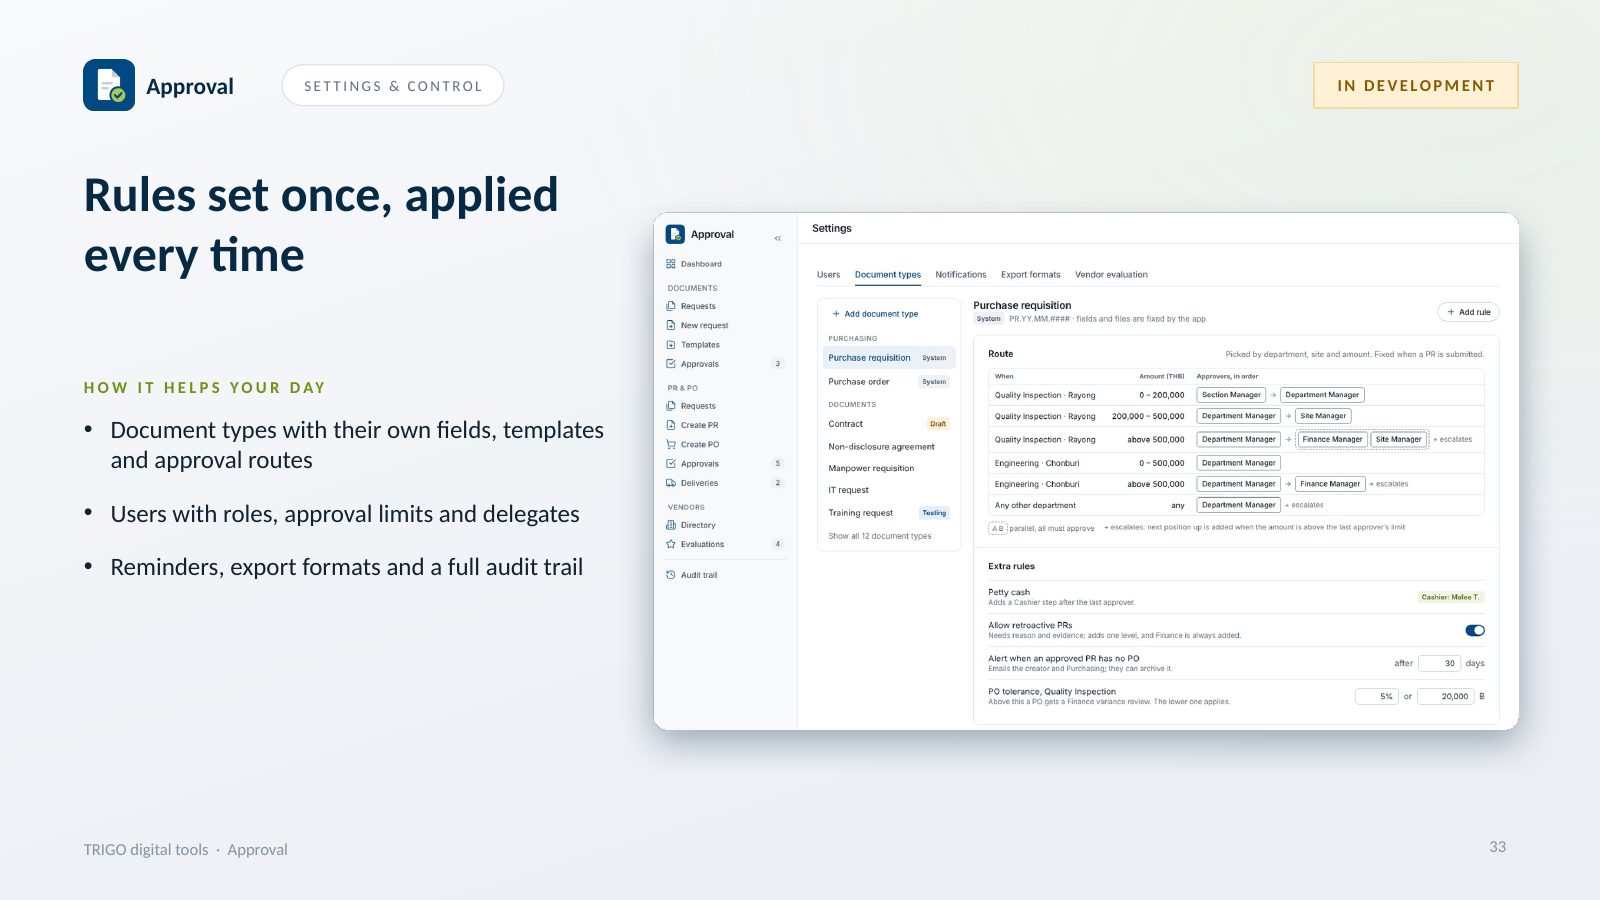 Approval
SETTINGS & CONTROL
IN DEVELOPMENT
Rules set once, applied
every time
HOW IT HELPS YOUR DAY
• Document types with their own fields, templates
and approval routes
• Users with roles, approval limits and delegates
• Reminders, export formats and a full audit trail
Approval
Dashboard
DOCUMENTS
Requests
New request
Templates
Approvals 3
PR & PO
Requests
Create PR
Create PO
Approvals 5
Deliveries 2
VENDORS
Directory
Evaluations 4
Audit trail
Settings
Users Document types Notifications Export formats Vendor evaluation
+ Add document type
PURCHASING
Purchase requisition System
Purchase order System
DOCUMENTS
Contract Draft
Non-disclosure agreement
Manpower requisition
IT request
Training request Testing
Show all 12 document types
Purchase requisition
System PR.YY.MM.#### · fields and files are fixed by the app
+ Add rule
Route Picked by department, site and amount. Fixed when a PR is submitted.
When Amount (THB) Approvers, in order
Quality Inspection · Rayong 0 – 200,000 Section Manager → Department Manager
Quality Inspection · Rayong 200,000 – 500,000 Department Manager → Site Manager
Quality Inspection · Rayong above 500,000 Department Manager → Finance Manager Site Manager + escalates
Engineering · Chonburi 0 – 500,000 Department Manager
Engineering · Chonburi above 500,000 Department Manager → Finance Manager + escalates
Any other department any Department Manager + escalates
A B parallel, all must approve + escalates: next position up is added when the amount is above the last approver's limit
Extra rules
Petty cash
Adds a Cashier step after the last approver.
Cashier: Malee T.
Allow retroactive PRs
Needs reason and evidence; adds one level, and Finance is always added.
Alert when an approved PR has no PO
Emails the creator and Purchasing; they can archive it.
after 30 days
PO tolerance, Quality Inspection
Above this a PO gets a Finance variance review. The lower one applies.
5% or 20,000 ฿
TRIGO digital tools · Approval
33